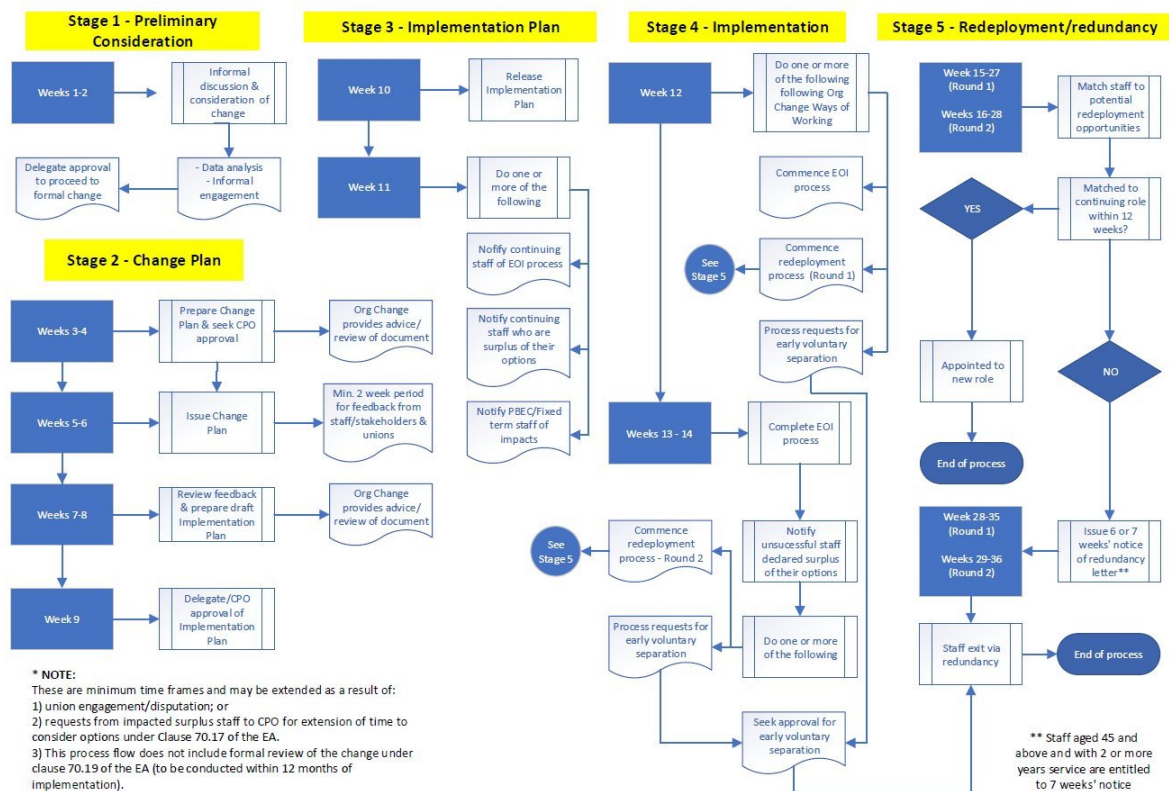 Stage 1 - Preliminary
Consideration
Weeks 1-2
Informal
discussion &
consideration of
change
Delegate approval
to proceed to
formal change
- Data analysis
- Informal
engagement
Stage 2 - Change Plan
Weeks 3-4
Prepare Change
Plan & seek CPO
approval
Org Change
provides advice/
review of document
Weeks 5-6
Issue Change
Plan
Min. 2 week period
for feedback from
staff/stakeholders &
unions
Weeks 7-8
Review feedback
& prepare draft
Implementation
Plan
Org Change
provides advice/
review of document
Week 9
Delegate/CPO
approval of
Implementation
Plan
* NOTE:
These are minimum time frames and may be extended as a result of:
1) union engagement/disputation; or
2) requests from impacted surplus staff to CPO for extension of time to
consider options under Clause 70.17 of the EA.
3) This process flow does not include formal review of the change under
clause 70.19 of the EA (to be conducted within 12 months of
implementation).
Stage 3 - Implementation Plan
Week 10
Release
Implementation
Plan
Week 11
Do one or
more of the
following
Nofify continuing
staff of EOI process
Notify continuing
staff who are
surplus of their
options
Notify PBEC/Fixed
term staff of
impacts
Stage 4 - Implementation
Week 12
Do one or more
of the following
following Org
Change Ways of
Working
Commence EOI
process
See
Stage 5
Commence
redeployment
process (Round 1)
Process requests for
early voluntary
separation
Weeks 13 - 14
Complete EOI
process
See
Stage 5
Commence
redeployment
process - Round 2
Notify
unsucessful staff
declared surplus
of their options
Process requests for
early voluntary
separation
Do one or more
of the following
Seek approval for
early voluntary
separation
Stage 5 - Redeployment/redundancy
Week 15-27
(Round 1)
Weeks 16-28
(Round 2)
Match staff to
potential
redeployment
opportunities
YES
Matched to
continuing role
within 12
weeks?
Appointed to
new role
NO
End of process
Week 28-35
(Round 1)
Weeks 29-36
(Round 2)
Issue 6 or 7
weeks' notice
of redundancy
letter**
Staff exit via
redundancy
End of process
** Staff aged 45 and
above and with 2 or more
years service are entitled
to 7 weeks' notice